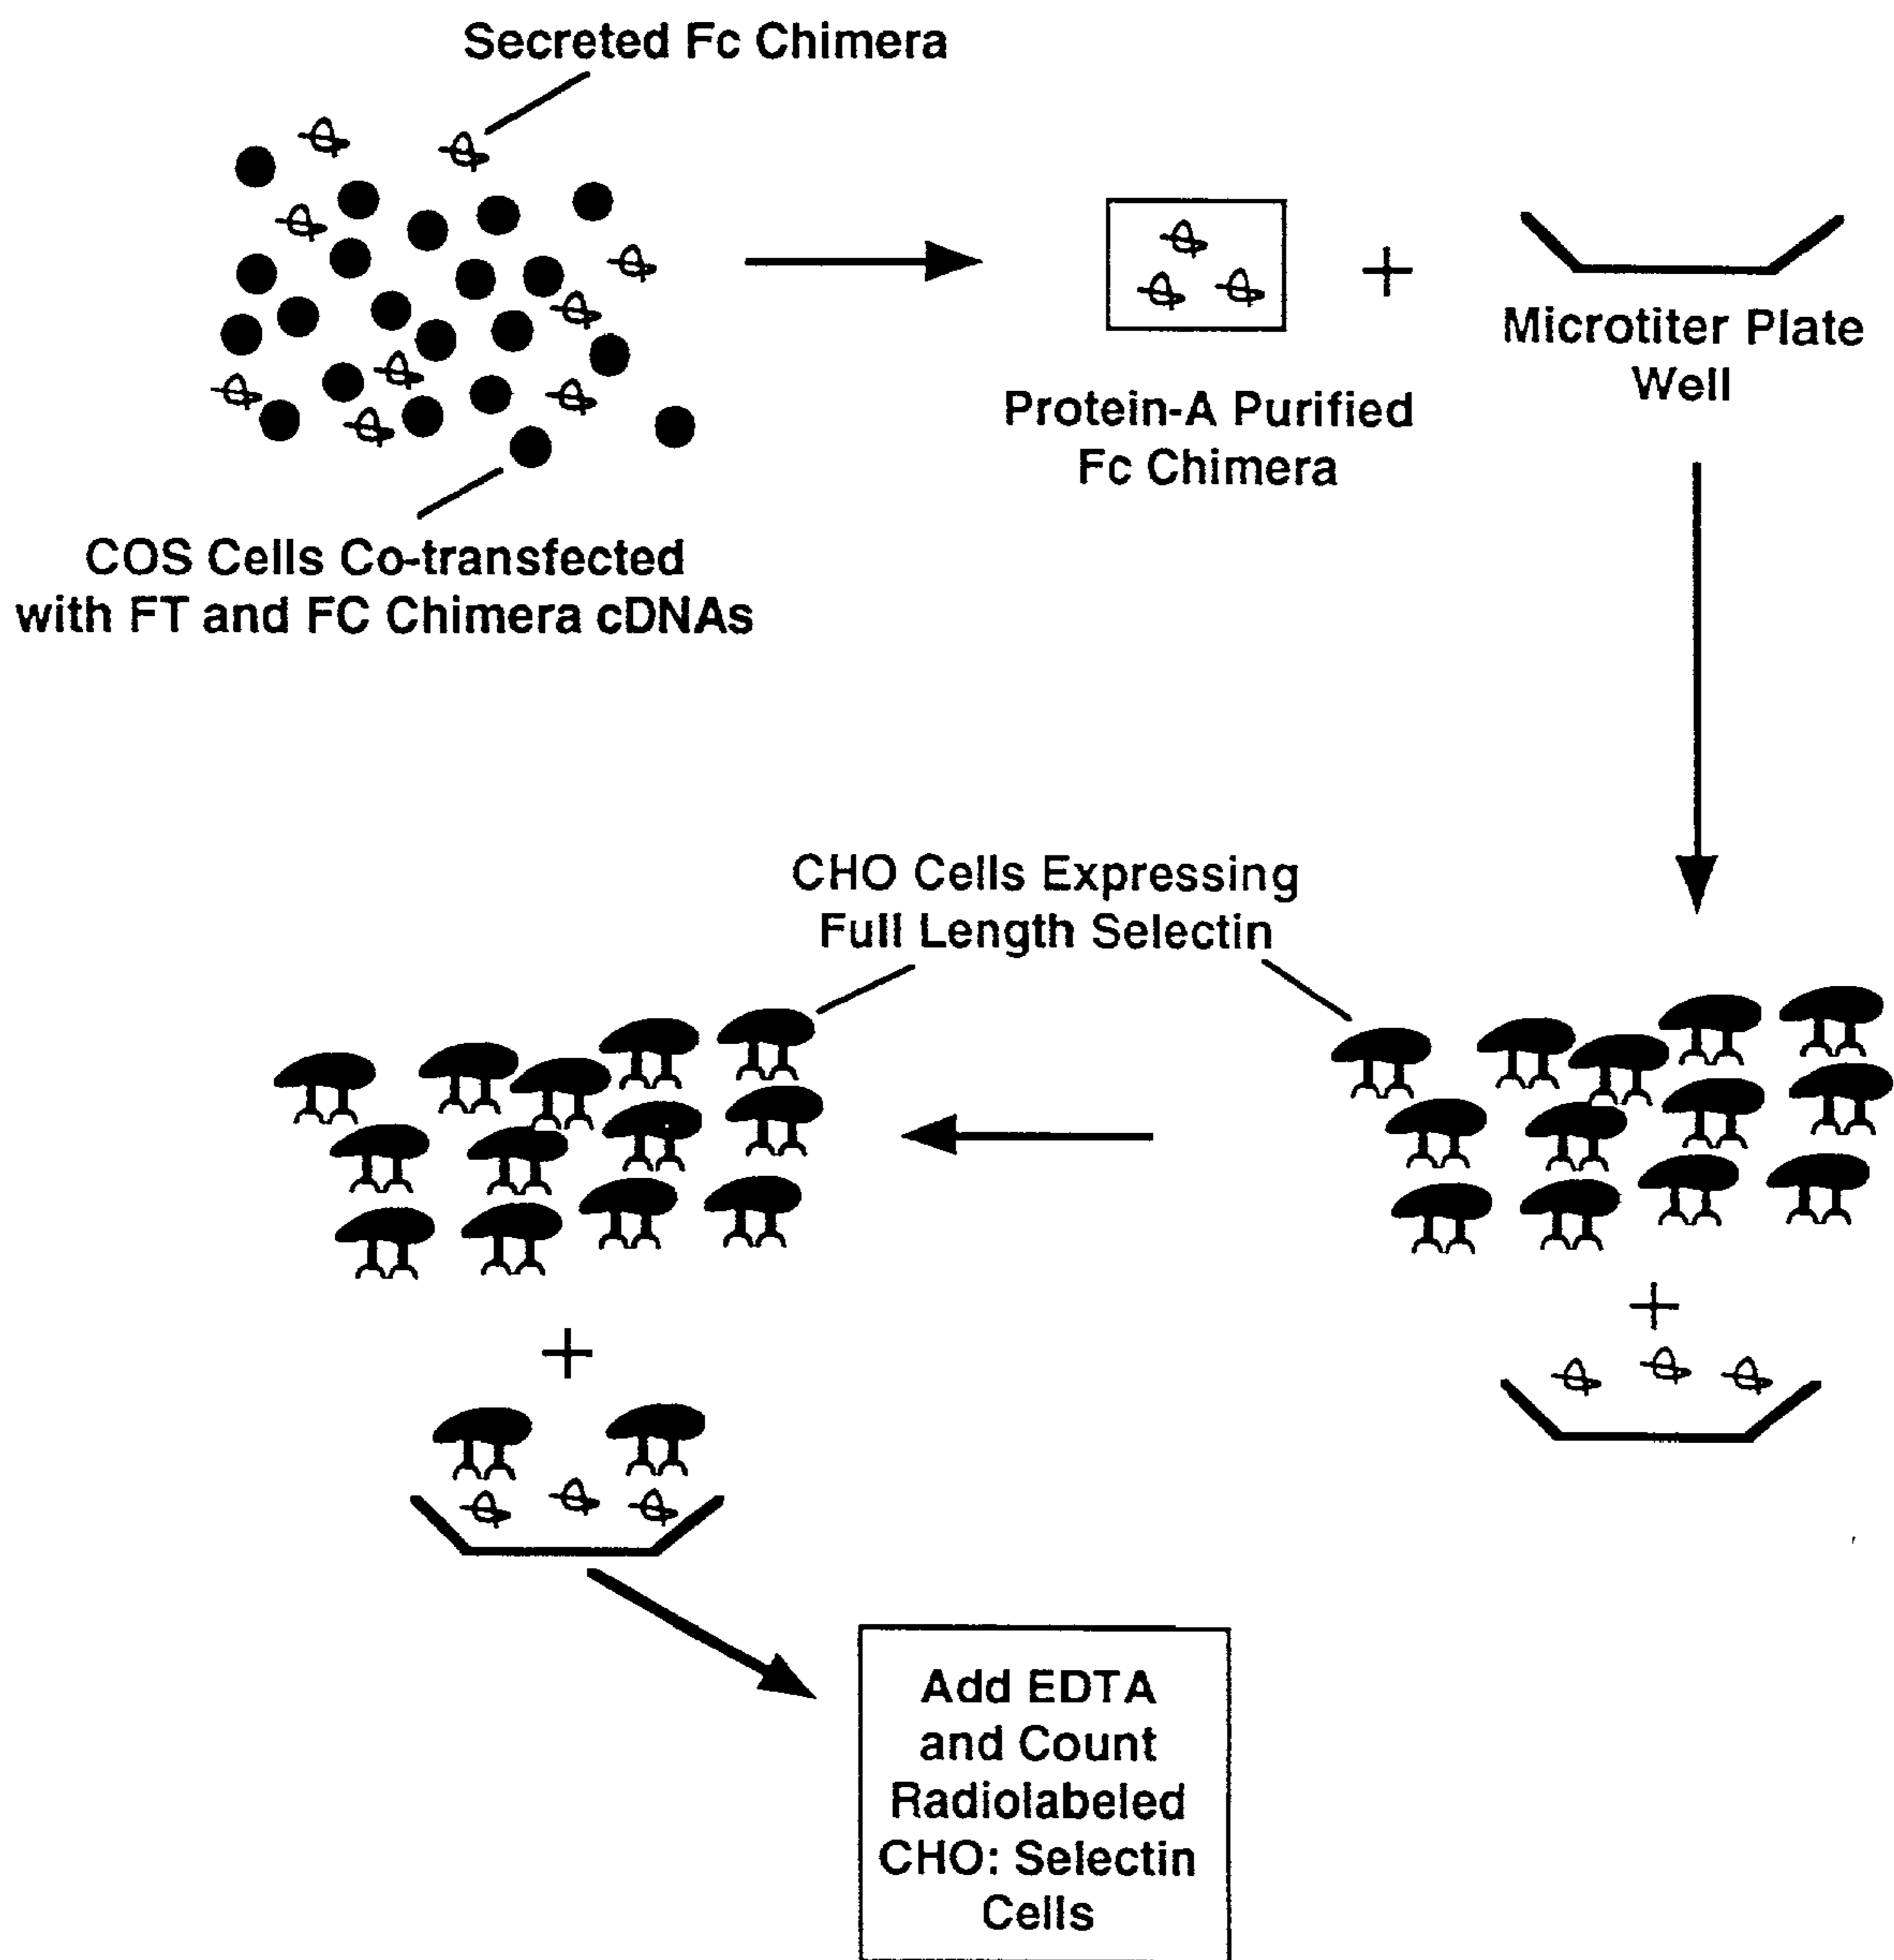 Secreted Fc Chimera
COS Cells Co-transfected
with FT and FC Chimera cDNAs
+
Protein-A Purified
Fc Chimera
Microtiter Plate
Well
CHO Cells Expressing
Full Length Selectin
+
+
Add EDTA
and Count
Radiolabeled
CHO: Selectin
Cells